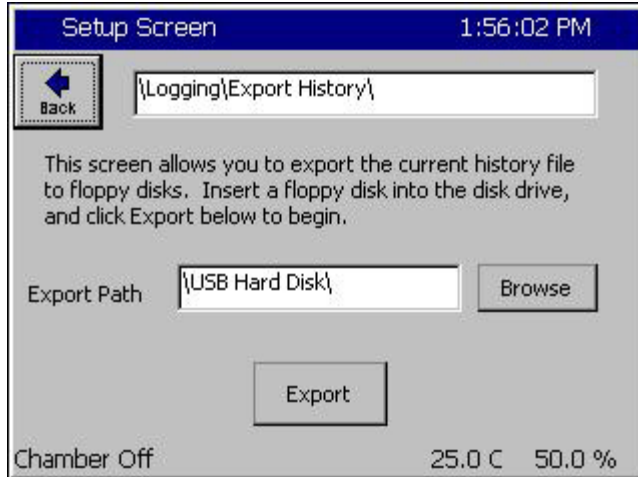 Setup Screen 1:56:02 PM
Back
\Logging\Export History\
This screen allows you to export the current history file
to floppy disks. Insert a floppy disk into the disk drive,
and click Export below to begin.
Export Path \USB Hard Disk\ Browse
Export
Chamber Off 25.0 C 50.0 %